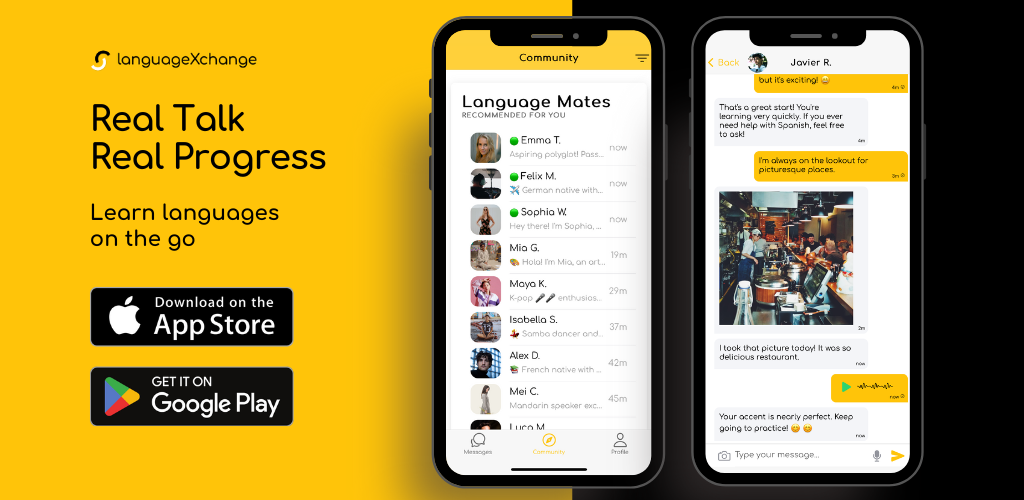 languageXchange
Real Talk
Real Progress
Learn languages
on the go
Download on the
App Store
GET IT ON
Google Play
Community
Language Mates
RECOMMENDED FOR YOU
Emma T.
Aspiring polyglot! Pass...
now
Felix M.
✈️ German native with...
now
Sophia W.
Hey there! I'm Sophia, ...
now
Mia G.
🎨 Hola! I'm Mia, an art...
19m
Maya K.
K-pop 🎤🎤 enthusios...
29m
Isabella S.
💃 Samba dancer and...
37m
Alex D.
📚 French native with ...
42m
Mei C.
Mandarin speaker exc...
45m
Luca M.
Messages
Community
Profile
Back
Javier R.
but it's exciting! 😄
4m
That's a great start! You're
learning very quickly. If you ever
need help with Spanish, feel free
to ask!
4m
I'm always on the lookout for
picturesque places.
3m
2m
I took that picture today! It was so
delicious restaurant.
now
now
Your accent is nearly perfect. Keep
going to practice! 😊 😊
now
Type your message...